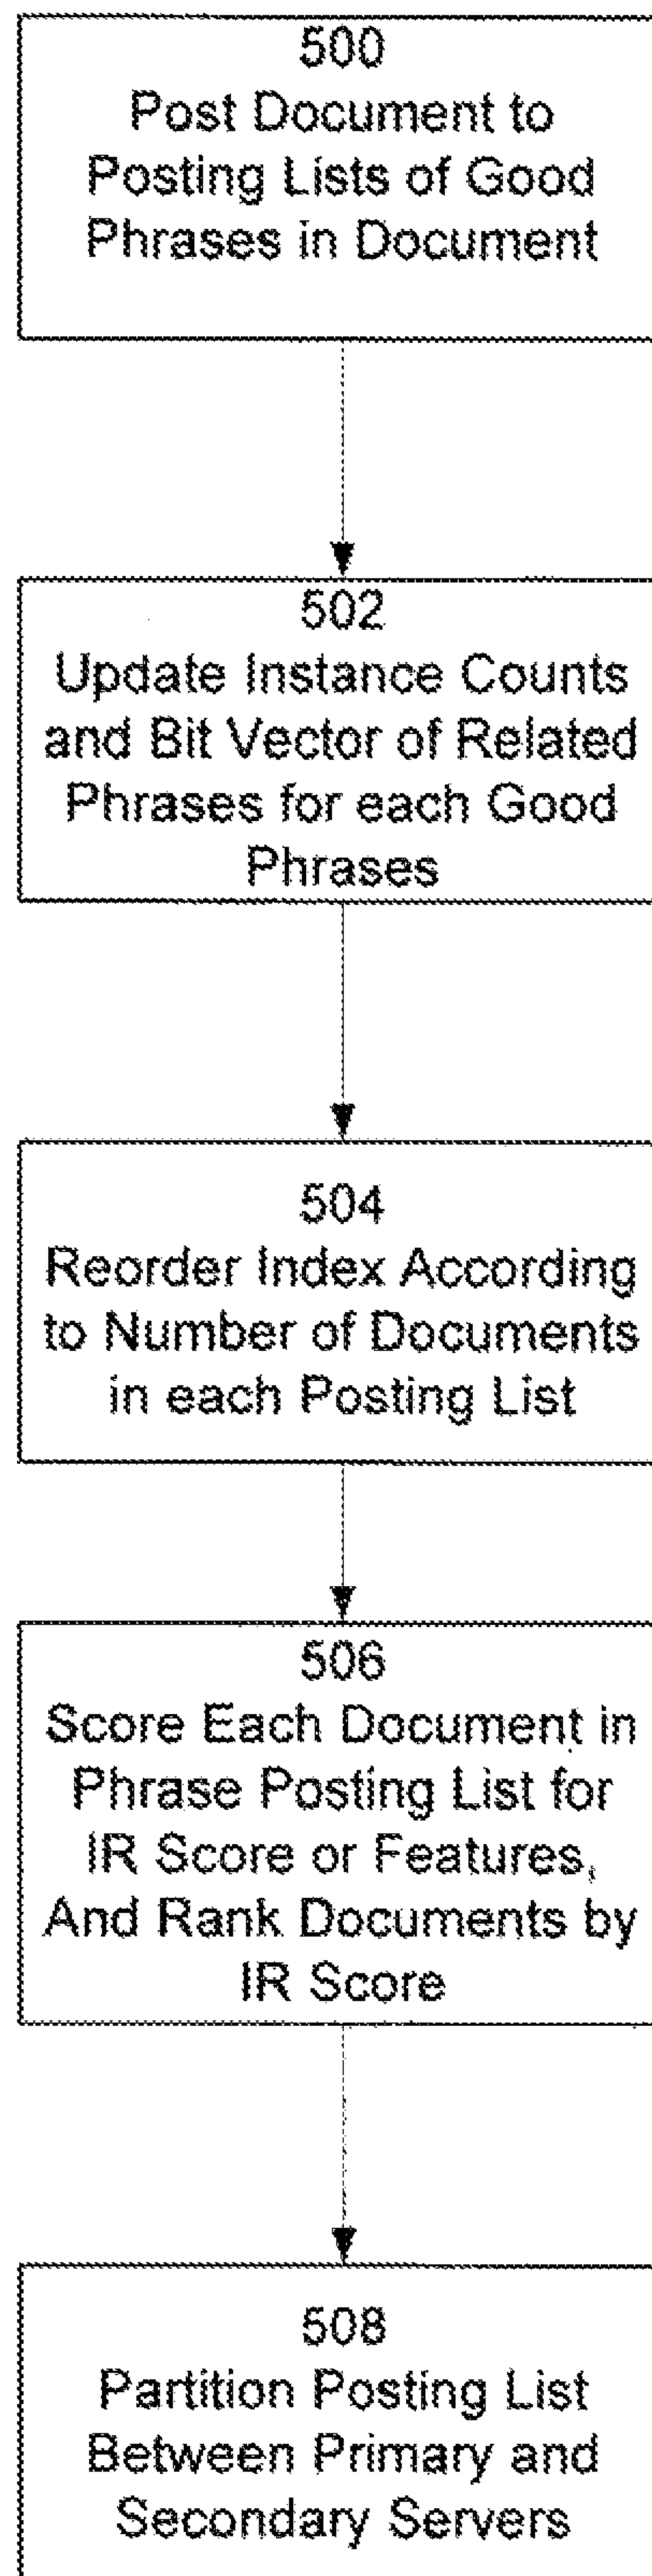 500
Post Document to
Posting Lists of Good
Phrases in Document
502
Update Instance Counts
and Bit Vector of Related
Phrases for each Good
Phrases
504
Reorder Index According
to Number of Documents
in each Posting List
506
Score Each Document in
Phrase Posting List for
IR Score or Features,
And Rank Documents by
IR Score
508
Partition Posting List
Between Primary and
Secondary Servers